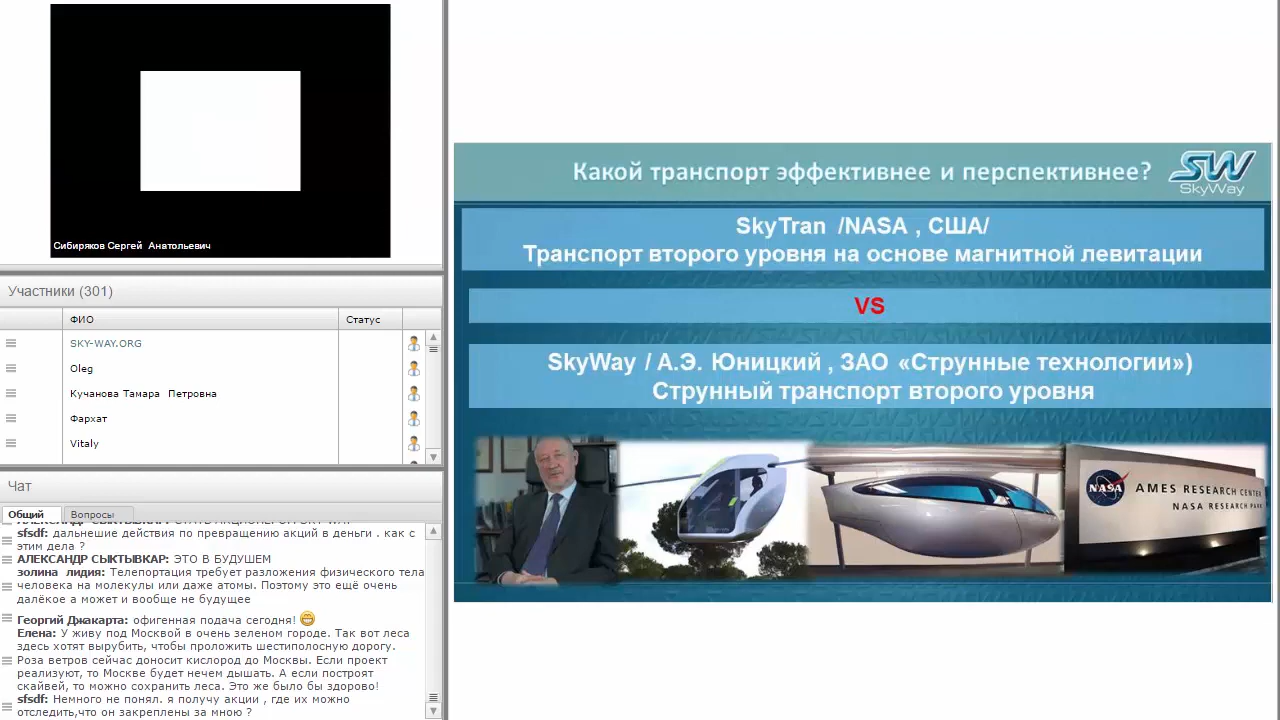 Сибиряков Сергей Анатольевич
Участники (301)
ФИО
Статус
SKY-WAY.ORG
Oleg
Кучанова Тамара Петровна
Фархат
Vitaly
Чат
Общий
Вопросы
sfsdf: дальнешие действия по превращению акций в деньги . как с
этим дела ?
АЛЕКСАНДР СЫКТЫВКАР: ЭТО В БУДУШЕМ
золина лидия: Телепортация требует разложения физического тела
человека на молекулы или даже атомы. Поэтому это ещё очень
далёкое а может и вообще не будущее
Георгий Джакарта: офигенная подача сегодня!
Елена: У живу под Москвой в очень зеленом городе. Так вот леса
здесь хотят вырубить, чтобы проложить шестиполосную дорогу.
Роза ветров сейчас доносит кислород до Москвы. Если проект
реализуют, то Москве будет нечем дышать. А если построят
скайвей, то можно сохранить леса. Это же было бы здорово!
sfsdf: Немного не понял. я получу акции , где их можно
отследить,что он закреплены за мною ?
Какой транспорт эффективнее и перспективнее?
SW
SkyWay
SkyTran /NASA , США/
Транспорт второго уровня на основе магнитной левитации
VS
SkyWay / А.Э. Юницкий , ЗАО «Струнные технологии»)
Струнный транспорт второго уровня
NASA
AMES RESEARCH CENTER
NASA RESEARCH PARK